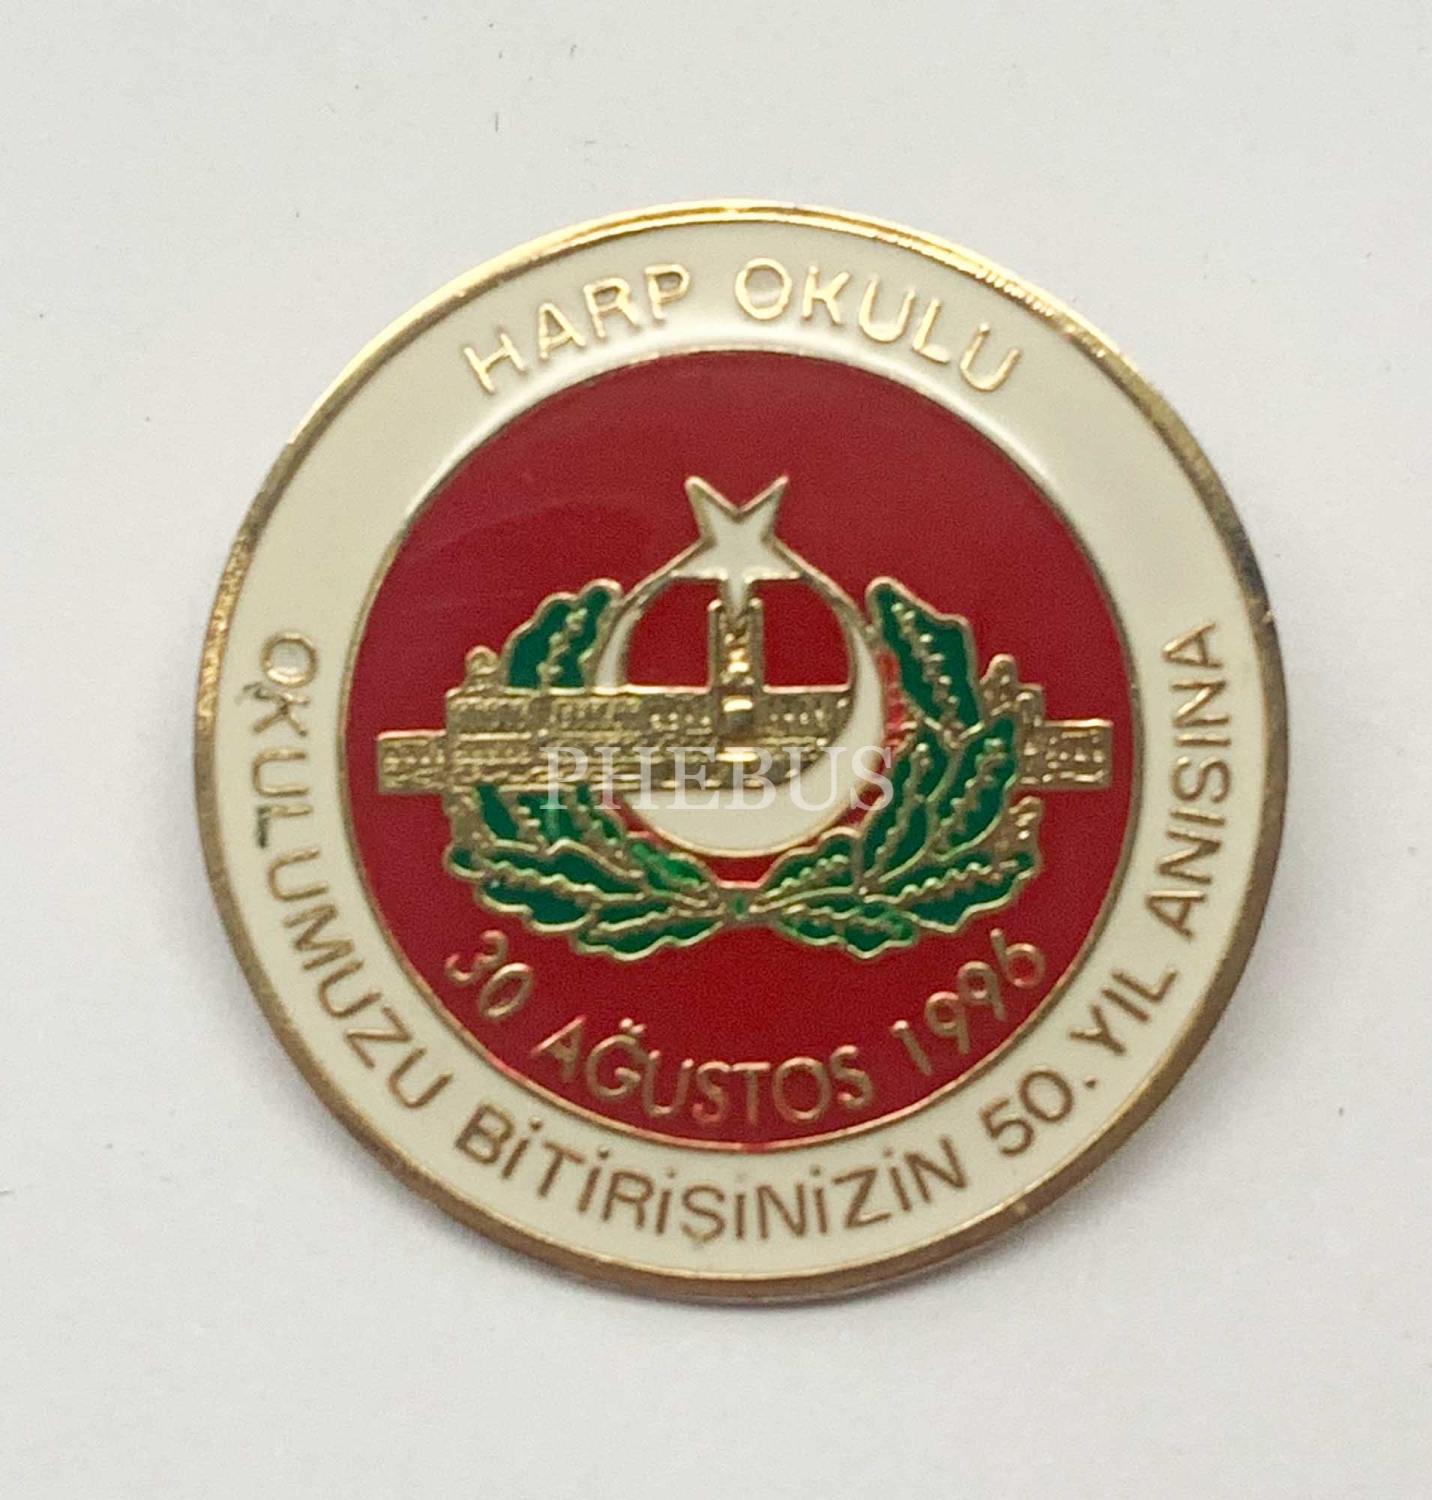 HARP OKULU
OKULUMUZU BİTİRİŞİNİZİN 50. YIL ANISINA
30 AĞUSTOS 1996
PHEBUS